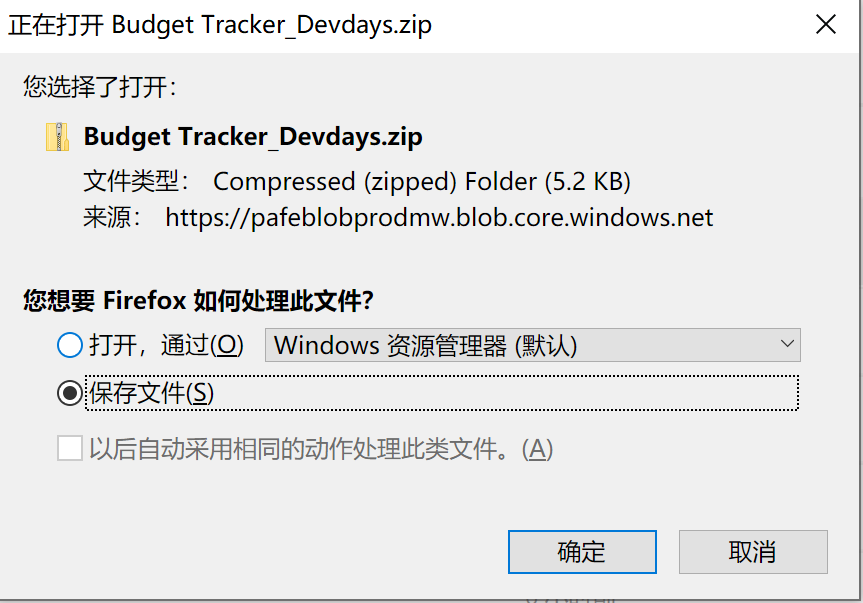 正在打开 Budget Tracker_Devdays.zip
您选择了打开：
Budget Tracker_Devdays.zip
文件类型： Compressed (zipped) Folder (5.2 KB)
来源： https://pafeblobprodmw.blob.core.windows.net
您想要 Firefox 如何处理此文件？
打开，通过(O) Windows 资源管理器 (默认)
保存文件(S)
以后自动采用相同的动作处理此类文件。(A)
确定 取消